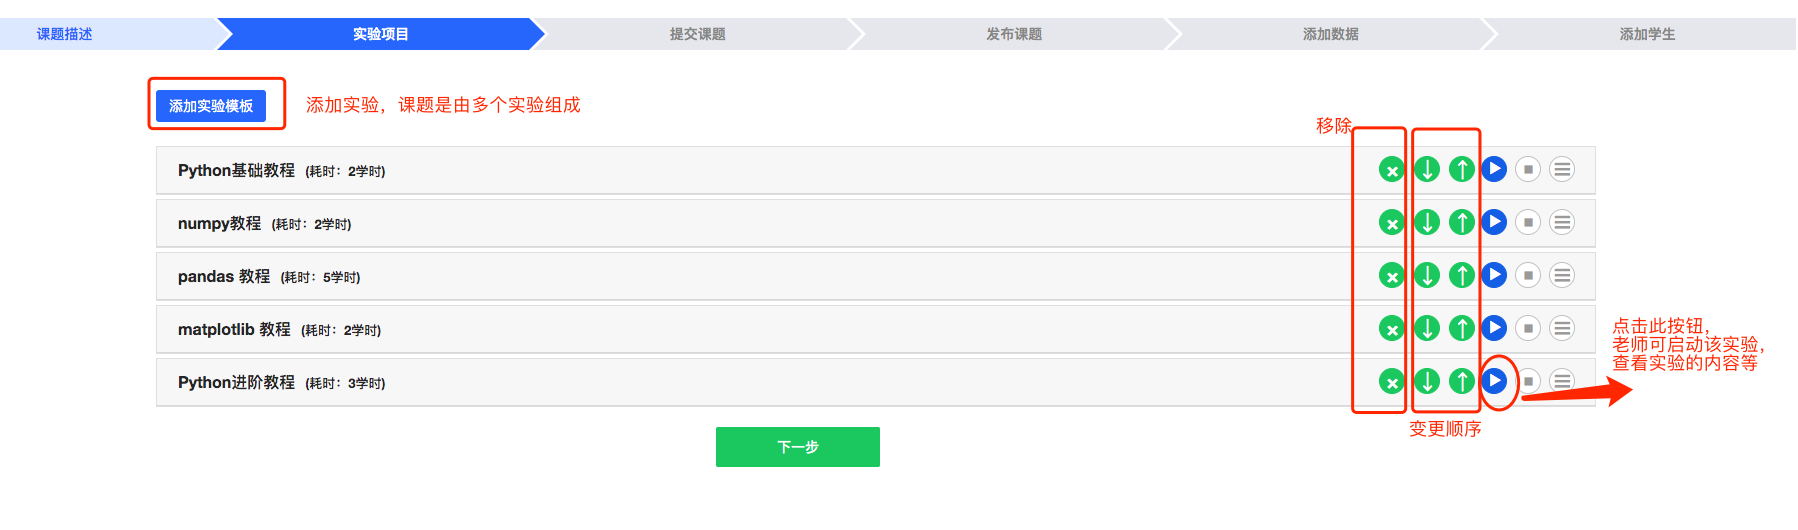 课题描述
实验项目
提交课题
发布课题
添加数据
添加学生
添加实验模板
添加实验，课题是由多个实验组成
移除
Python基础教程 (耗时：2学时)
numpy教程 (耗时：2学时)
pandas 教程 (耗时：5学时)
matplotlib 教程 (耗时：2学时)
Python进阶教程 (耗时：3学时)
点击此按钮，
老师可启动该实验，
查看实验的内容等
变更顺序
下一步